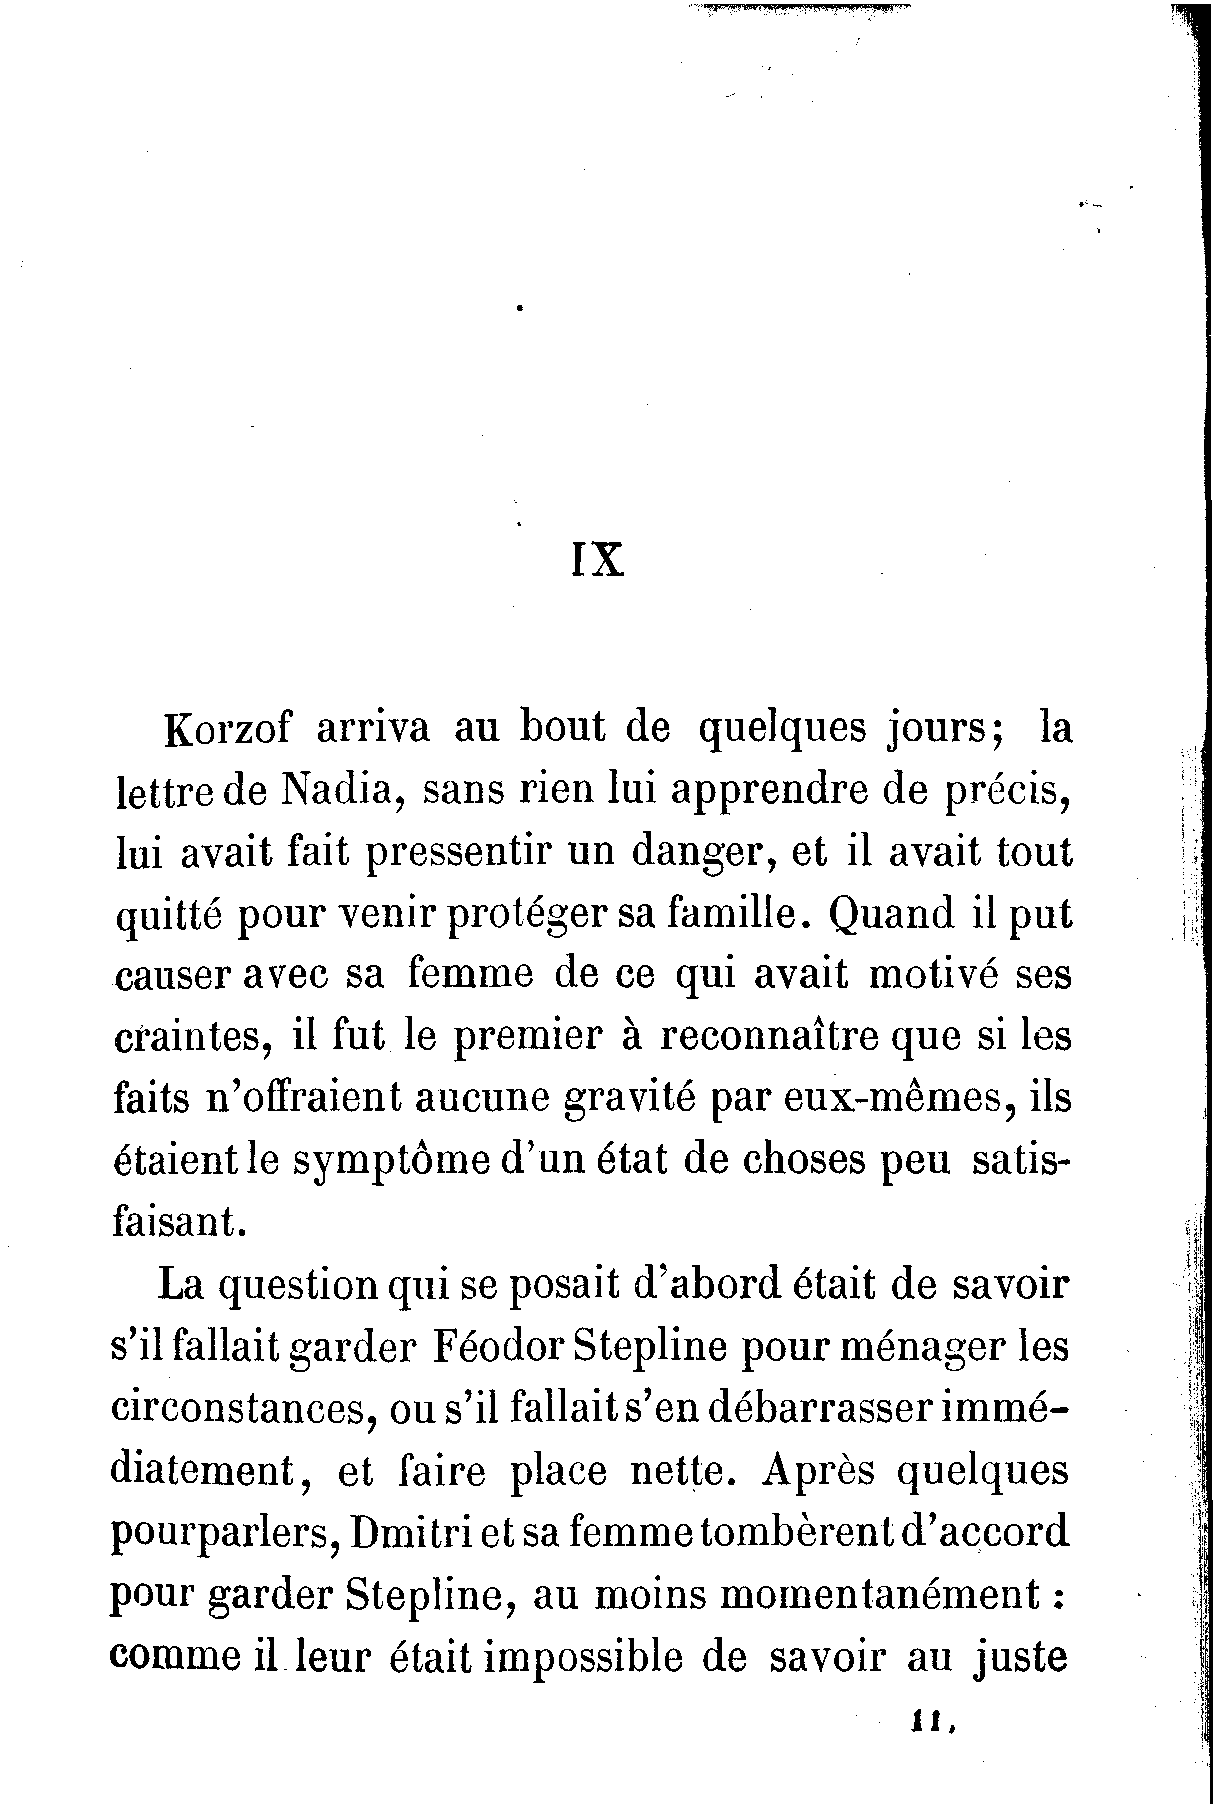 IX
Korzof arriva au bout de quelques jours; la
lettre de Nadia, sans rien lui apprendre de précis,
lui avait fait pressentir un danger, et il avait tout
quitté pour venir protéger sa famille. Quand il put
causer avec sa femme de ce qui avait motivé ses
craintes, il fut le premier à reconnaître que si les
faits n'offraient aucune gravité par eux-mêmes, ils
étaient le symptôme d'un état de choses peu satis-
faisant.
La question qui se posait d'abord était de savoir
s'il fallait garder Féodor Stepline pour ménager les
circonstances, ou s'il fallait s'en débarrasser immé-
diatement, et faire place nette. Après quelques
pourparlers, Dmitri et sa femme tombèrent d'accord
pour garder Stepline, au moins momentanément :
comme il leur était impossible de savoir au juste
11.